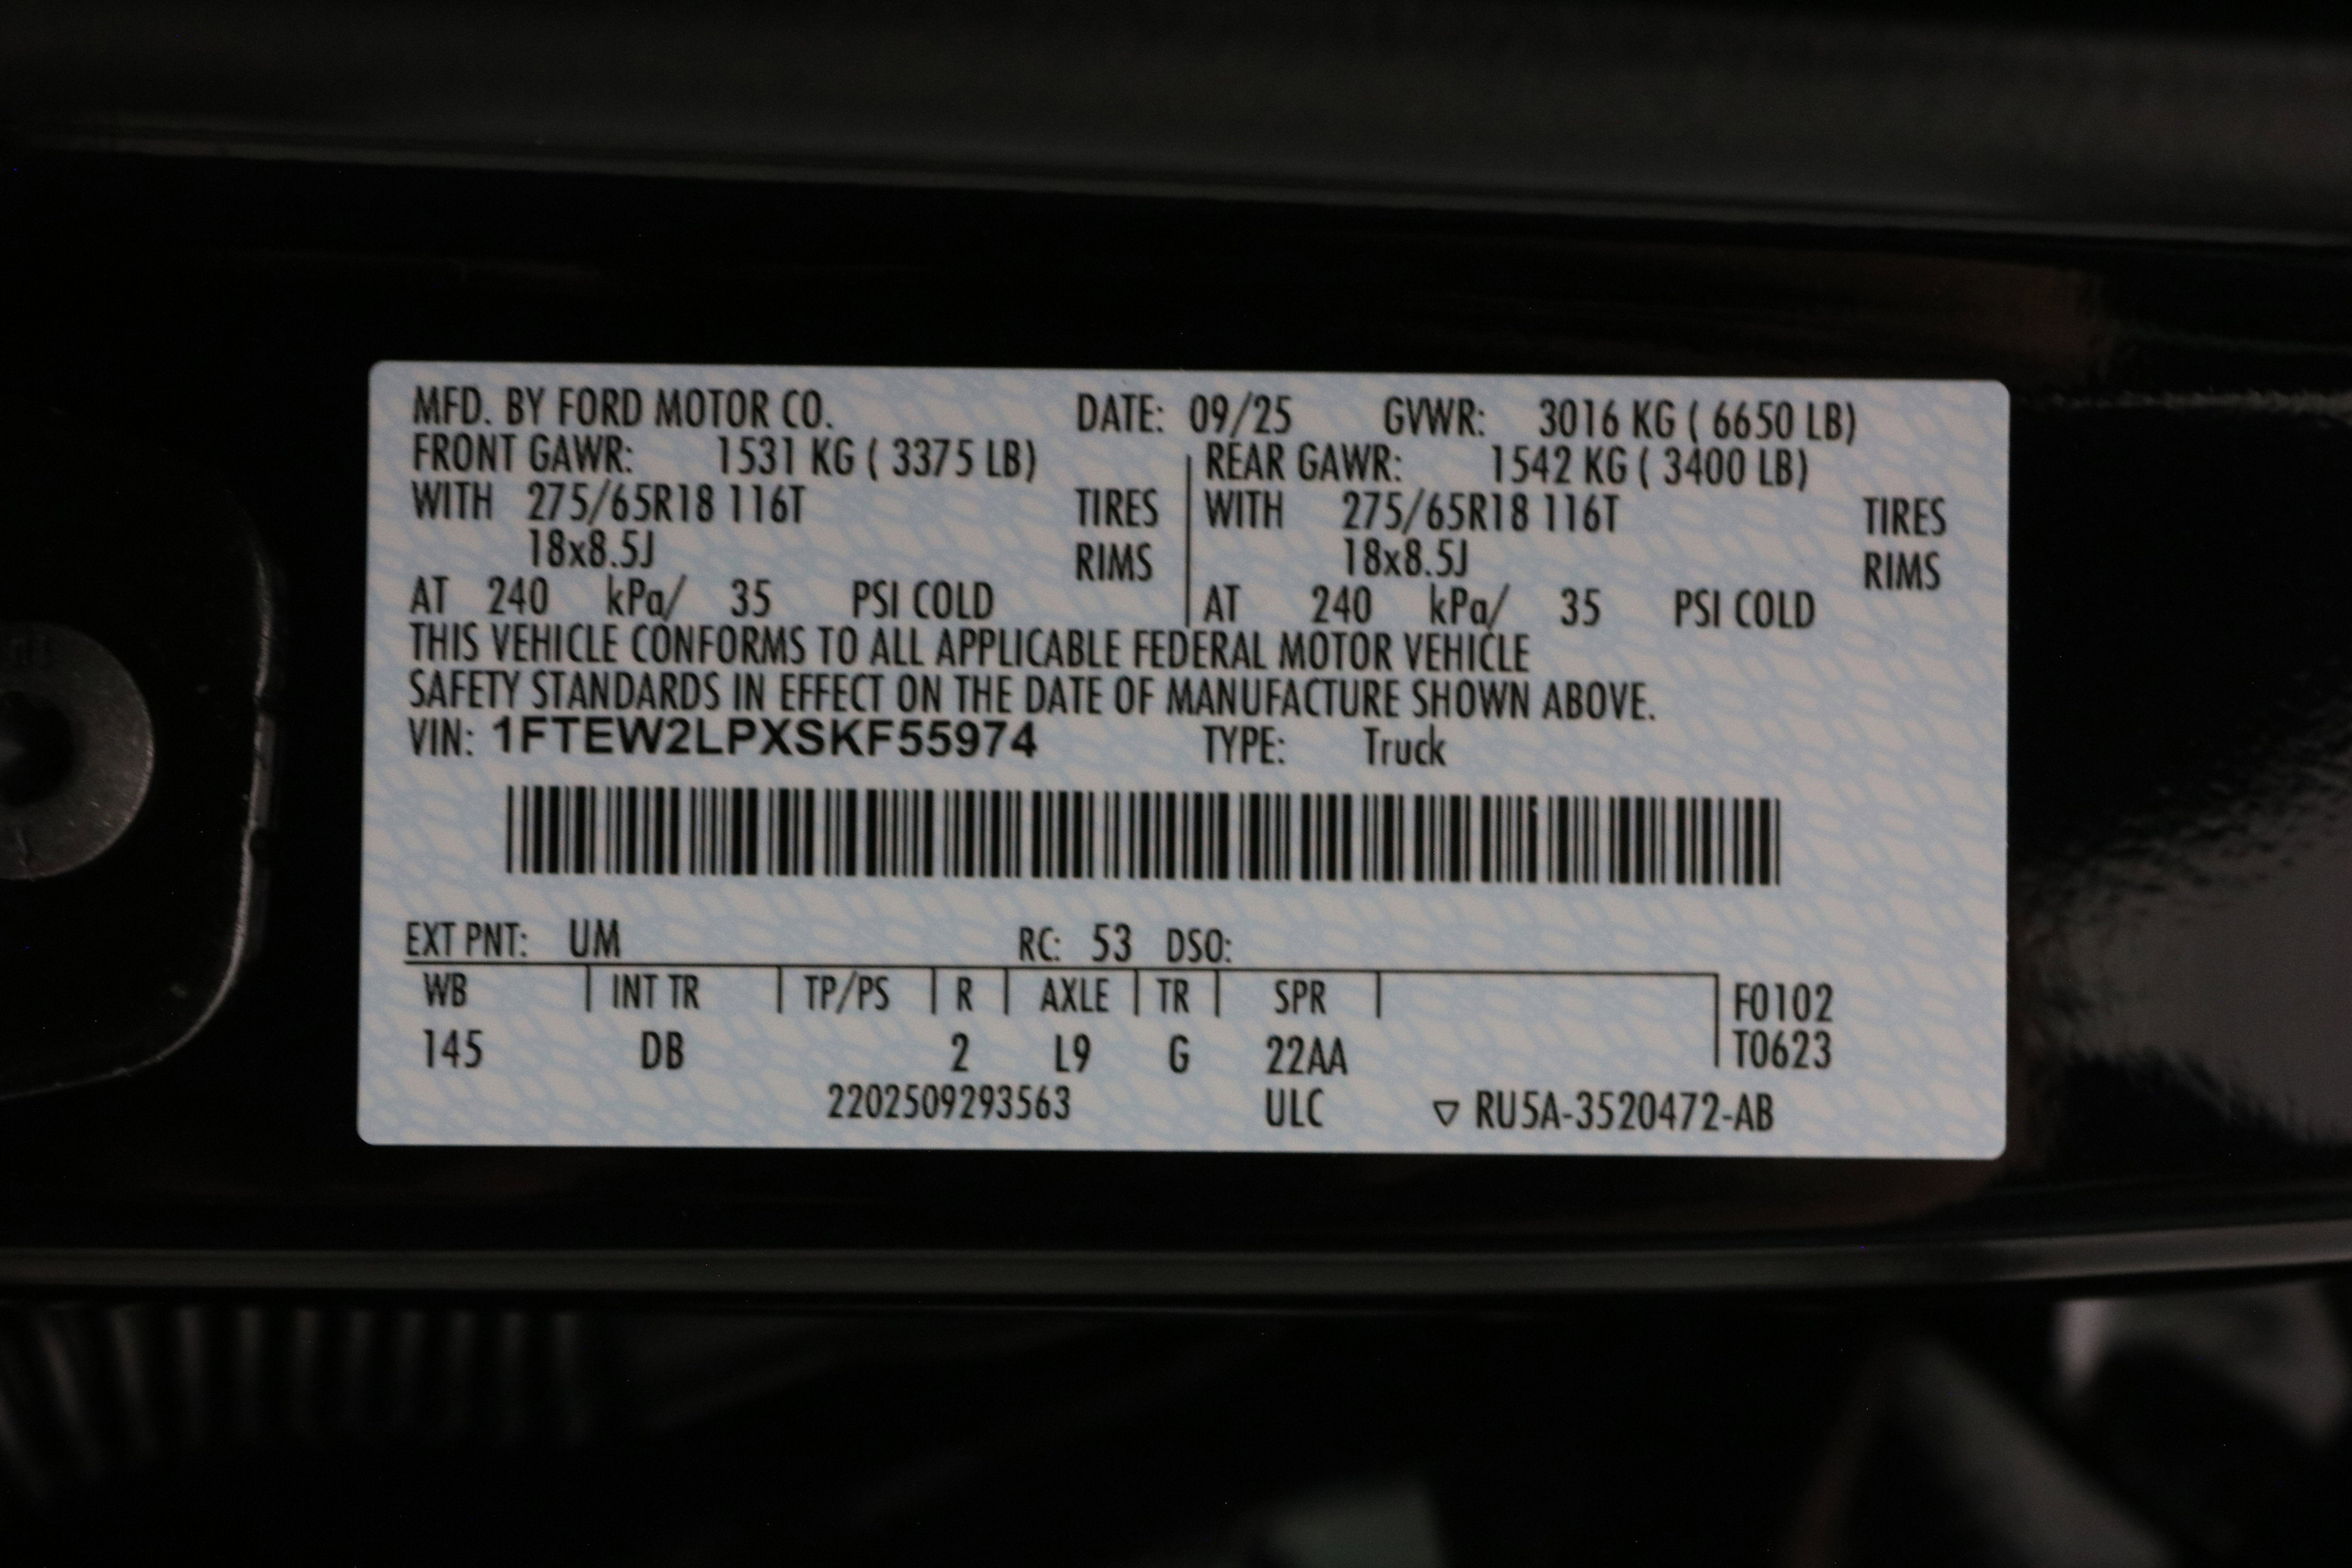 MFD. BY FORD MOTOR CO. DATE: 09/25 GVWR: 3016 KG ( 6650 LB)
FRONT GAWR: 1531 KG ( 3375 LB) REAR GAWR: 1542 KG ( 3400 LB)
WITH 275/65R18 116T TIRES WITH 275/65R18 116T TIRES
18x8.5J RIMS 18x8.5J RIMS
AT 240 kPa/ 35 PSI COLD AT 240 kPa/ 35 PSI COLD
THIS VEHICLE CONFORMS TO ALL APPLICABLE FEDERAL MOTOR VEHICLE
SAFETY STANDARDS IN EFFECT ON THE DATE OF MANUFACTURE SHOWN ABOVE.
VIN: 1FTEW2LPXSKF55974 TYPE: Truck
EXT PNT: UM RC: 53 DSO:
WB INT TR TP/PS R AXLE TR SPR F0102
145 DB 2 L9 G 22AA T0623
2202509293563 ULC ▽ RU5A-3520472-AB